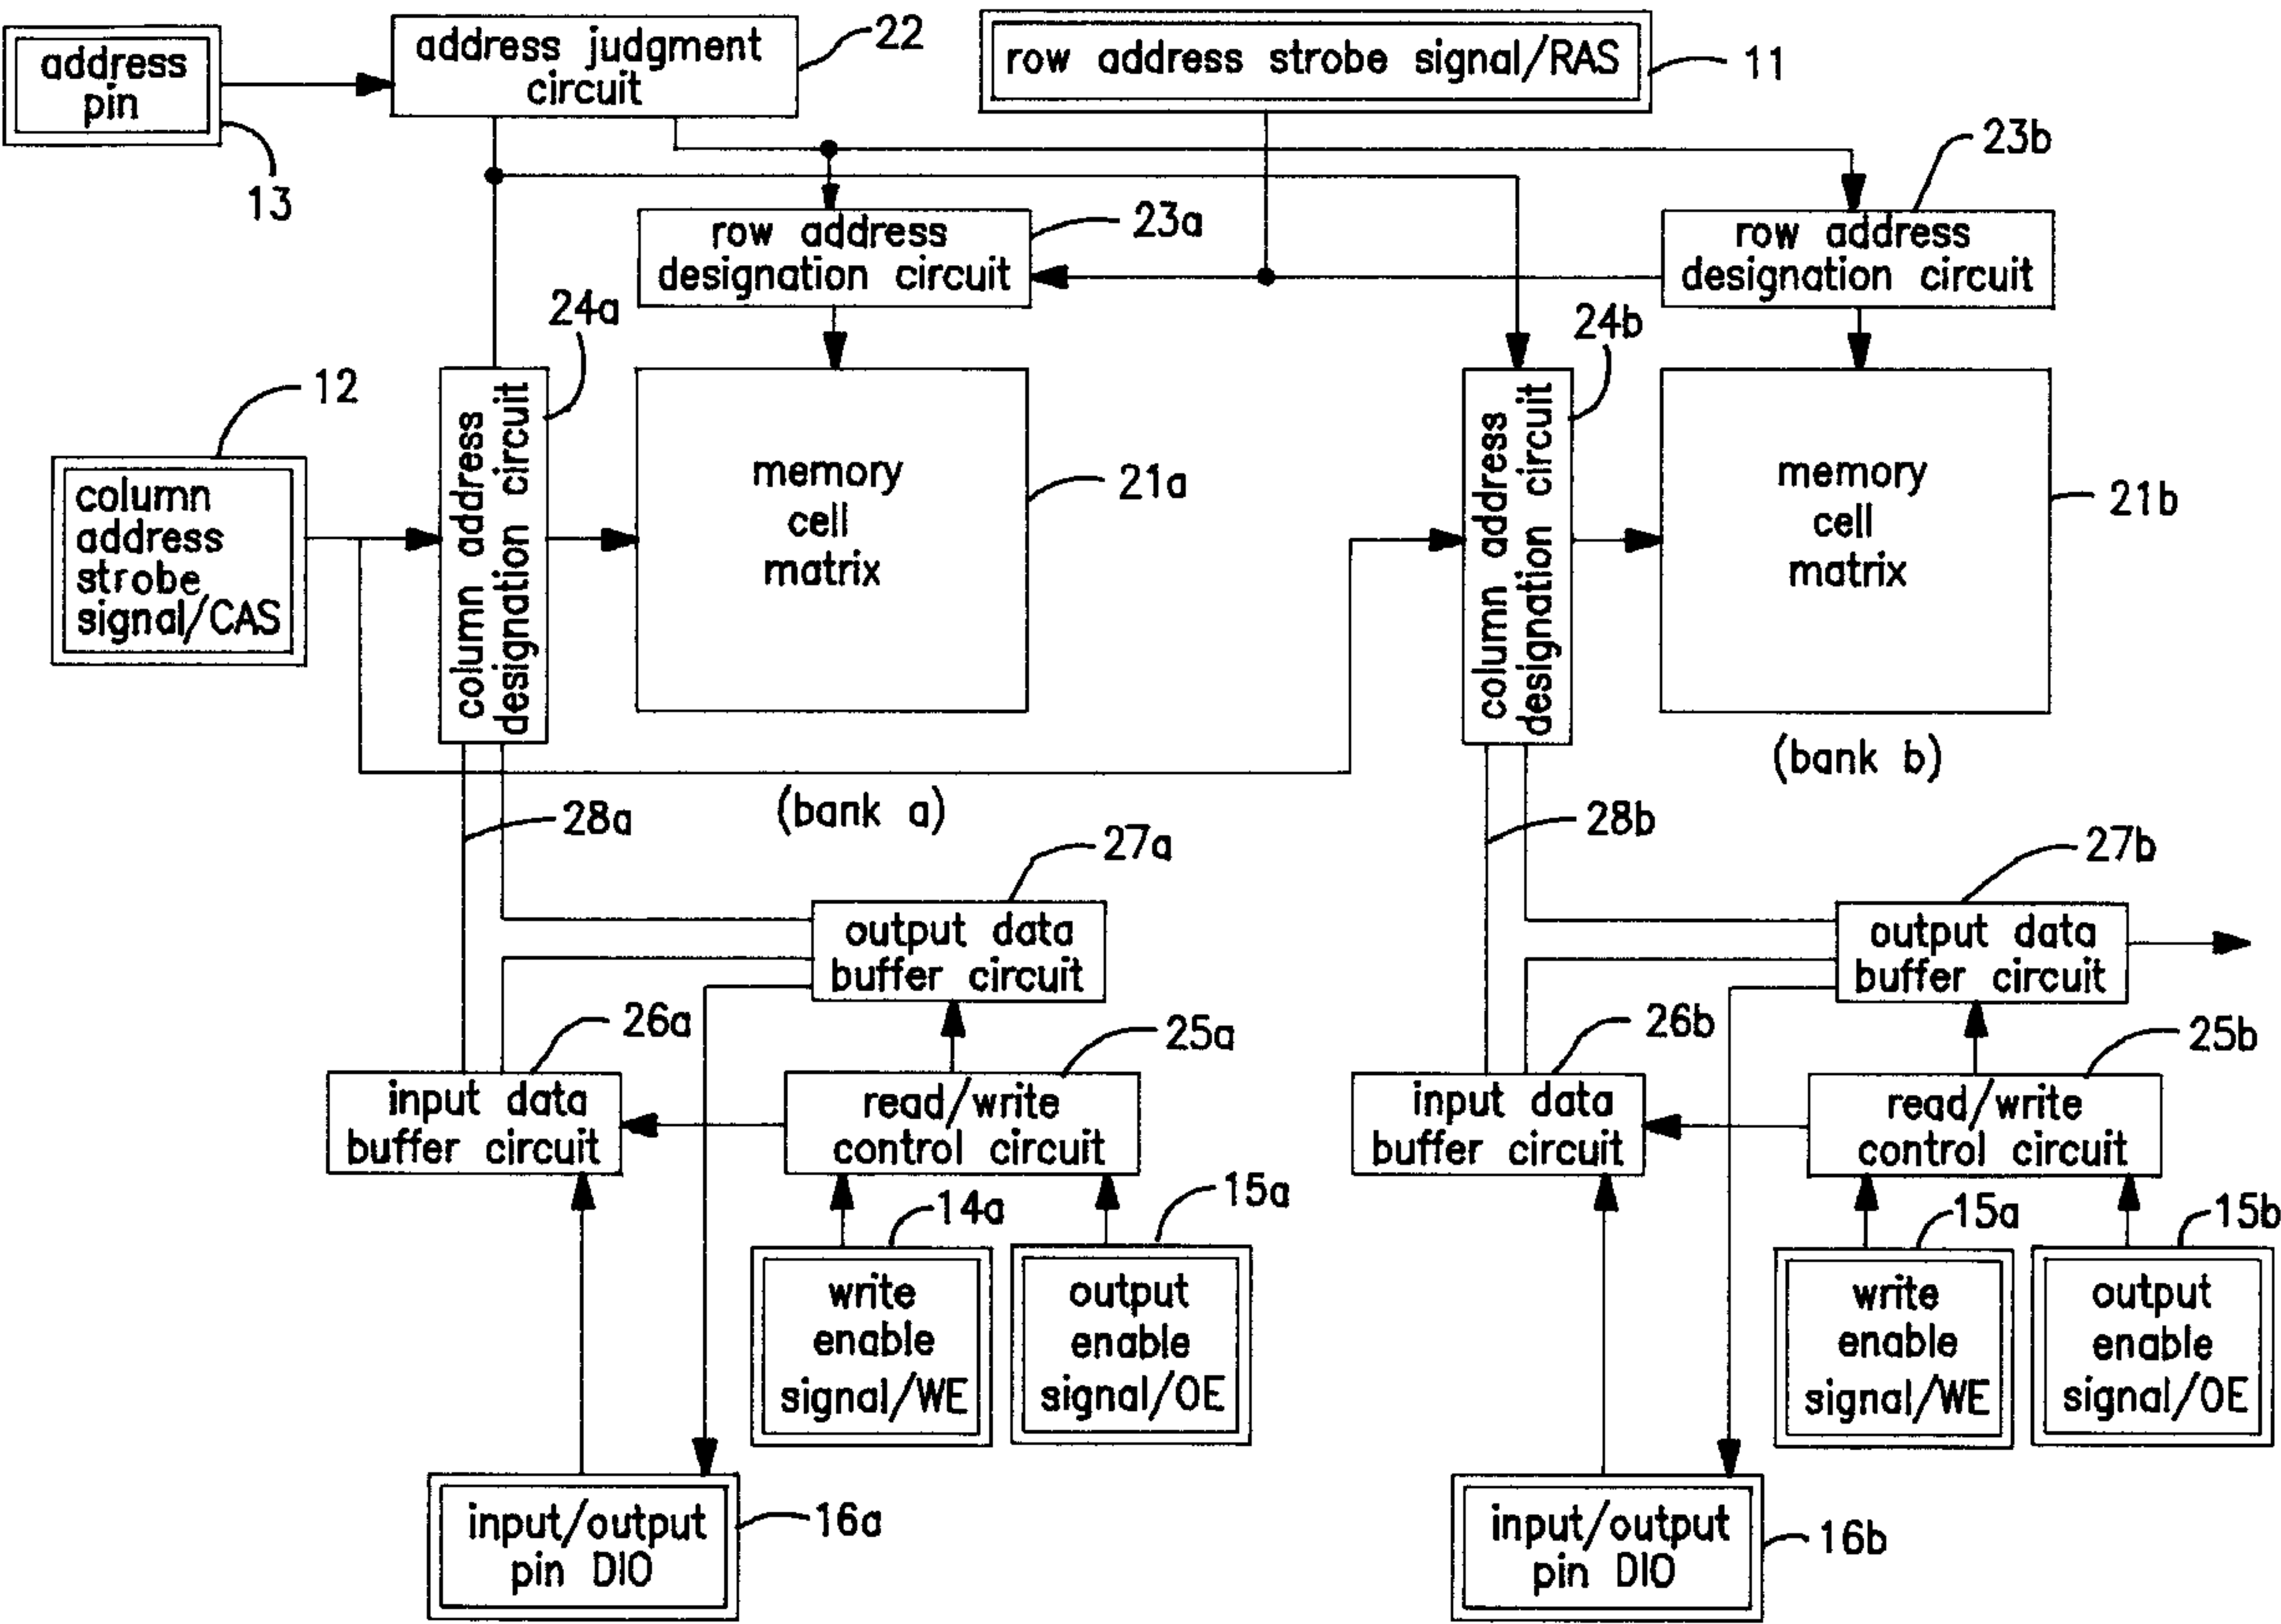 address
pin
13
address judgment
circuit
22
row address strobe signal/RAS
11
row address
designation circuit
23a
row address
designation circuit
23b
column
address
strobe
signal/CAS
12
column address
designation circuit
24a
memory
cell
matrix
21a
(bank a)
column address
designation circuit
24b
memory
cell
matrix
21b
(bank b)
28a
28b
output data
buffer circuit
27a
output data
buffer circuit
27b
input data
buffer circuit
26a
read/write
control circuit
25a
input data
buffer circuit
26b
read/write
control circuit
25b
write
enable
signal/WE
14a
output
enable
signal/OE
15a
write
enable
signal/WE
15a
output
enable
signal/OE
15b
input/output
pin DIO
16a
input/output
pin DIO
16b